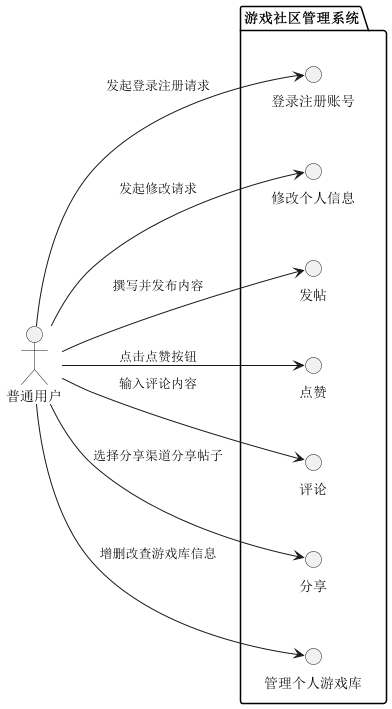 游戏社区管理系统
发起登录注册请求
登录注册账号
发起修改请求
修改个人信息
撰写并发布内容
发帖
点击点赞按钮
点赞
普通用户
输入评论内容
评论
选择分享渠道分享帖子
分享
增删改查游戏库信息
管理个人游戏库